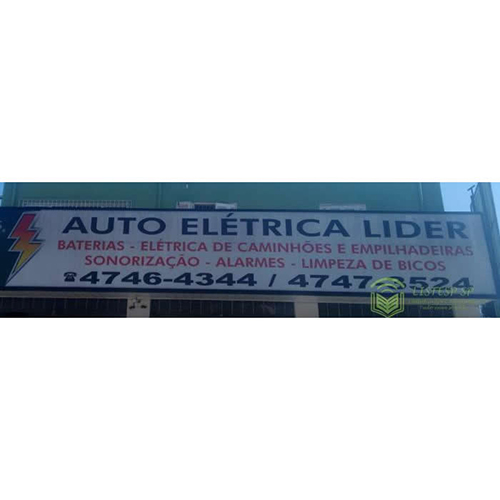 AUTO ELÉTRICA LIDER
BATERIAS - ELÉTRICA DE CAMINHÕES E EMPILHADEIRAS
SONORIZAÇÃO - ALARMES - LIMPEZA DE BICOS
☎4746-4344 /